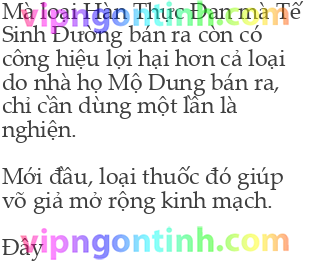 Mà loại Hàn Thực Đan mà Tế
vipngontinh.com
Sinh Đường bán ra còn có
công hiệu lợi hại hơn cả loại
do nhà họ Mộ Dung bán ra,
chỉ cần dùng một lần là
nghiện.
Mới đầu, loại thuốc đó giúp
võ giả mở rộng kinh mạch.
vipngontinh.com
Đây